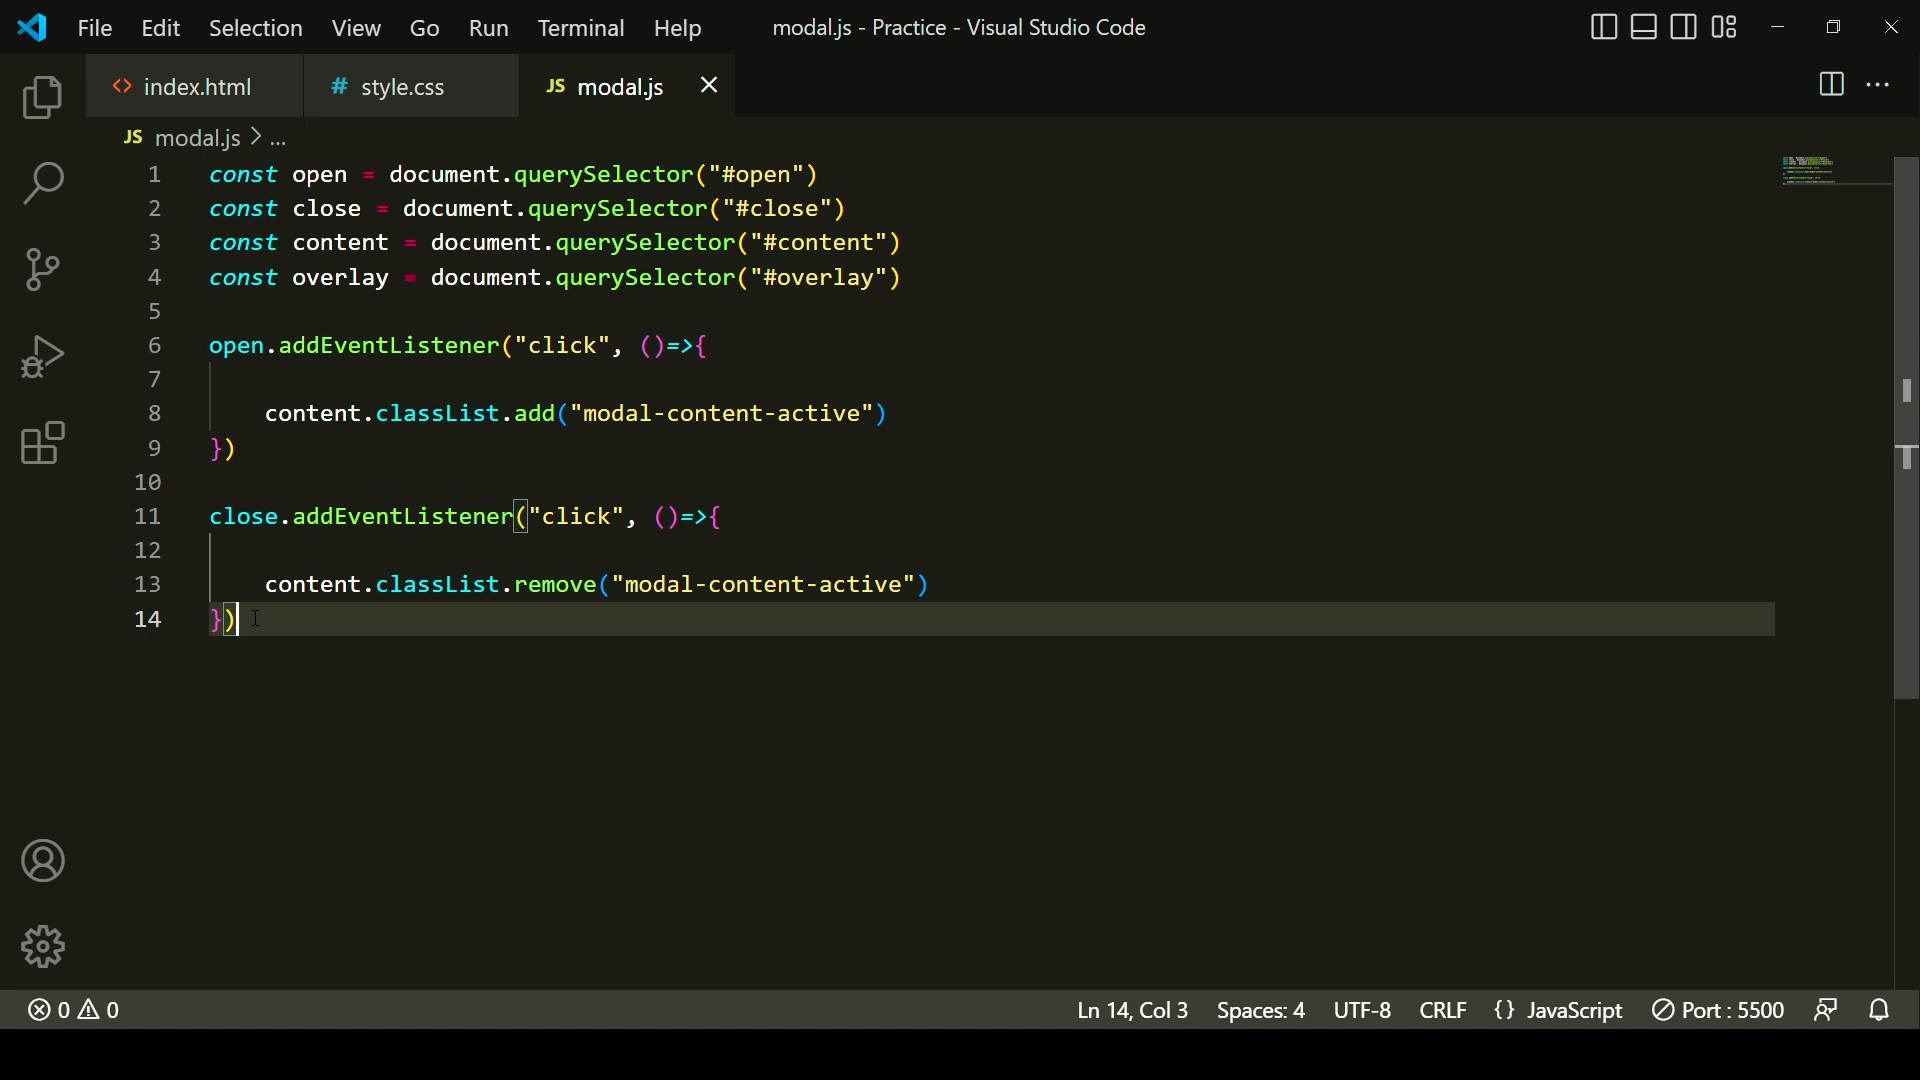 File Edit Selection View Go Run Terminal Help modal.js - Practice - Visual Studio Code
<> index.html # style.css JS modal.js
JS modal.js > ...
1 const open = document.querySelector("#open")
2 const close = document.querySelector("#close")
3 const content = document.querySelector("#content")
4 const overlay = document.querySelector("#overlay")
5
6 open.addEventListener("click", ()=>{
7
8 content.classList.add("modal-content-active")
9 })
10
11 close.addEventListener("click", ()=>{
12
13 content.classList.remove("modal-content-active")
14 })
0 0 Ln 14, Col 3 Spaces: 4 UTF-8 CRLF {} JavaScript Port : 5500